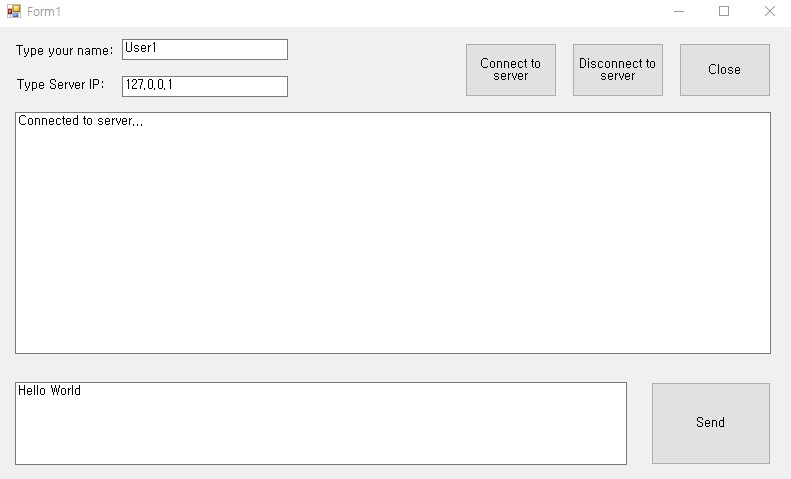 Form1
Type your name: User1
Connect to
server
Disconnect to
server
Close
Type Server IP: 127.0.0.1
Connected to server...
Hello World
Send